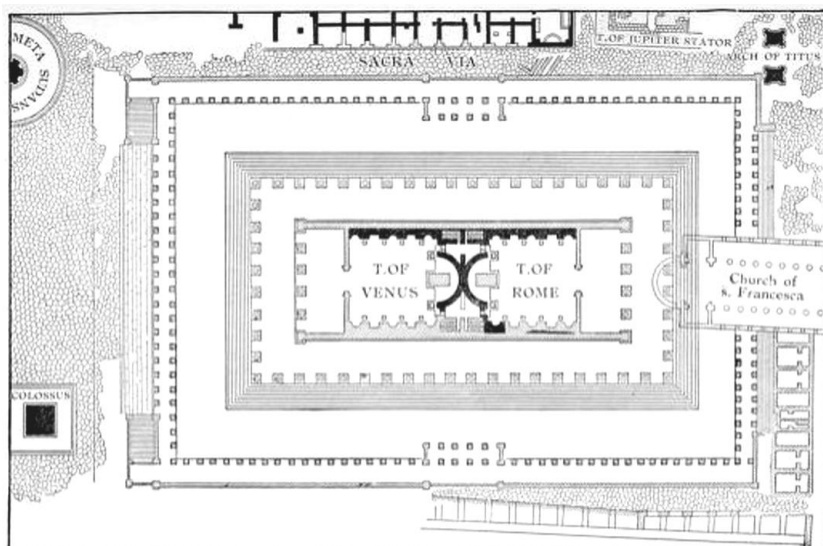 META SUDANS
T. OF JUPITER STATOR
SACRA VIA
ARCH OF TITUS
T. OF
VENUS
T. OF
ROME
Church of
s. Francesca
COLOSSUS